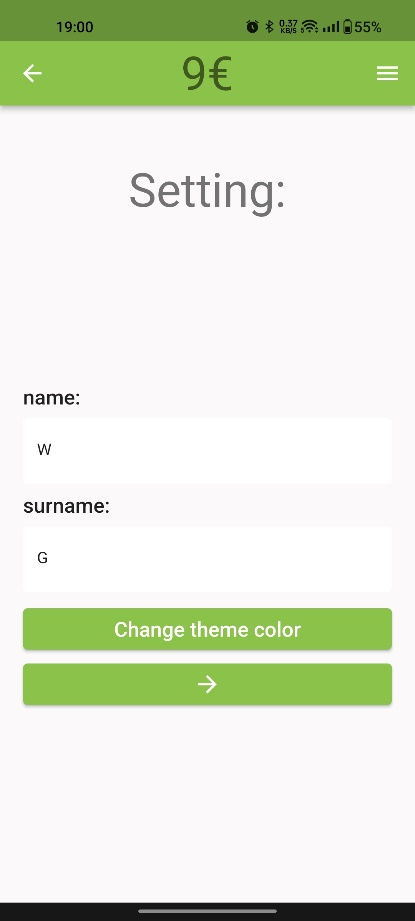 19:00 0.37 KB/S 55%
9€
Setting:
name:
W
surname:
G
Change theme color